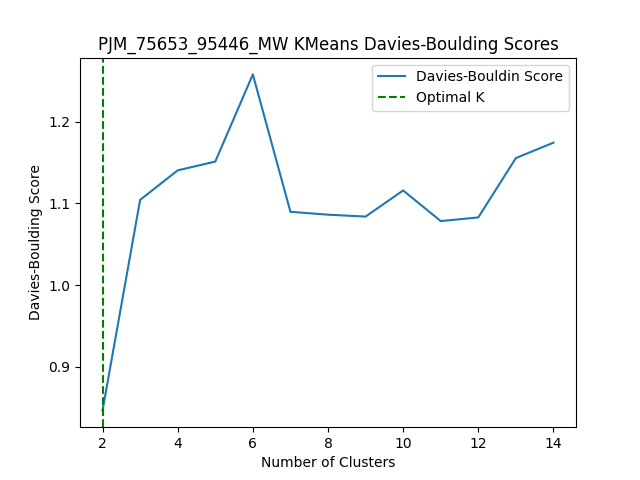 PJM_75653_95446_MW KMeans Davies-Boulding Scores
Davies-Bouldin Score
Optimal K
Davies-Boulding Score
1.2
1.1
1.0
0.9
2 4 6 8 10 12 14
Number of Clusters